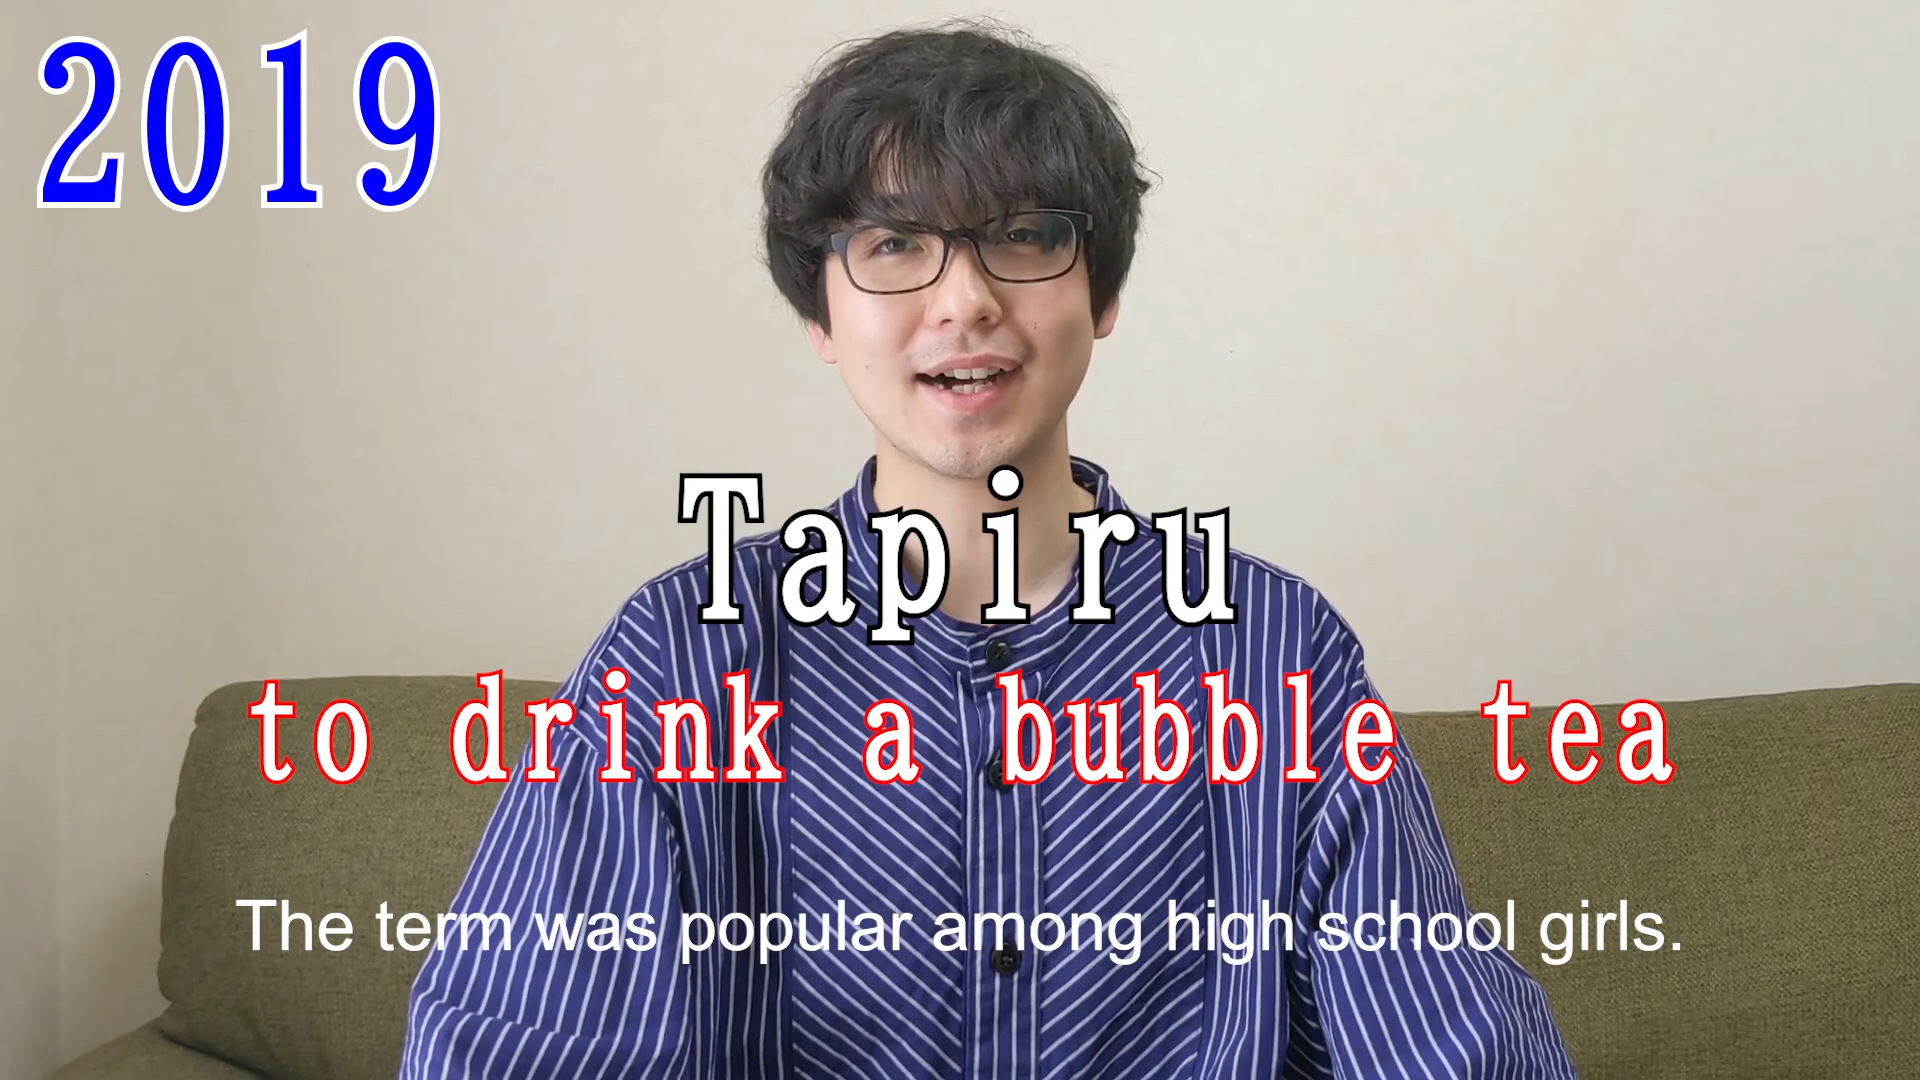 2019
Tapiru
to drink a bubble tea
The term was popular among high school girls.